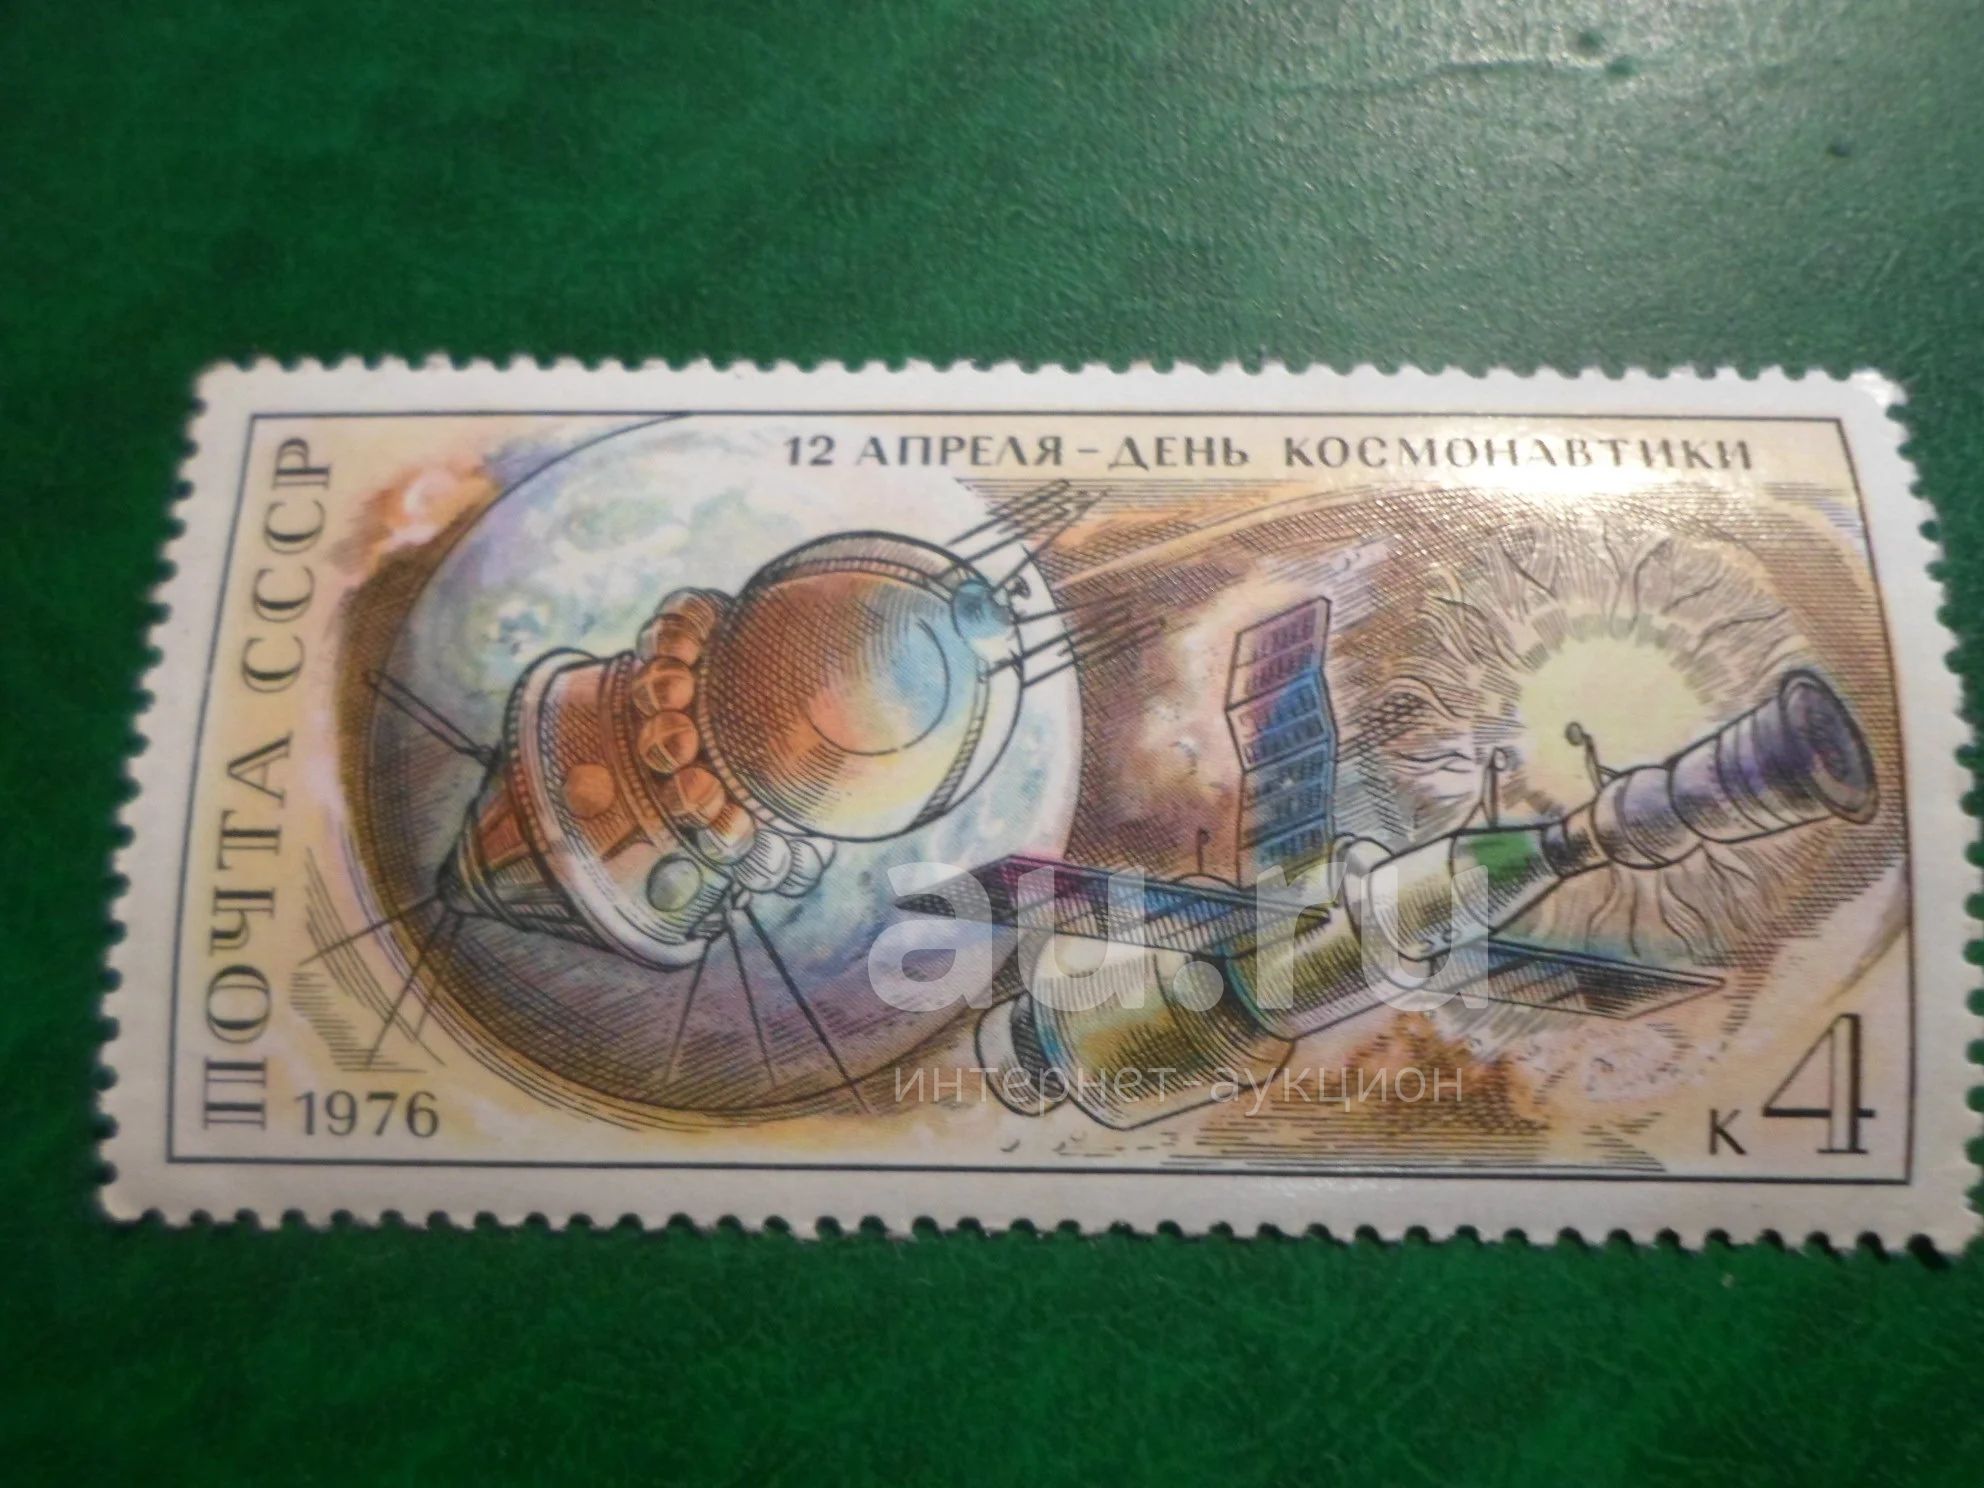 12 АПРЕЛЯ – ДЕНЬ КОСМОНАВТИКИ
ПОЧТА СССР
au.ru
интернет-аукцион
1976
к 4